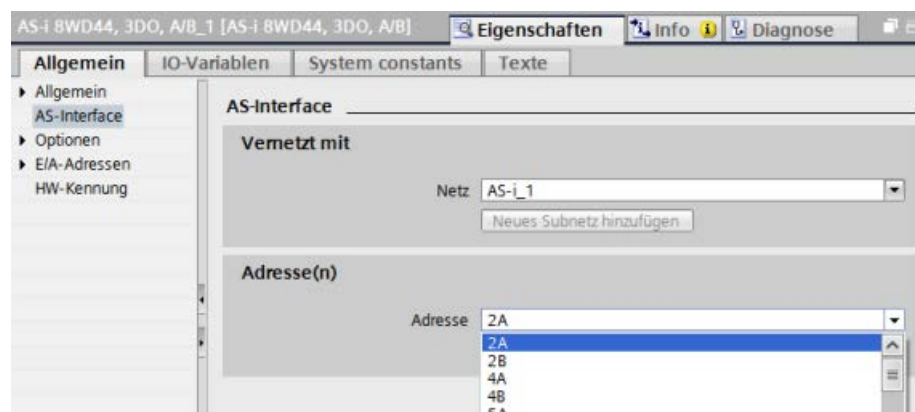 AS-i 8WD44, 3DO, A/B_1 [AS-i 8WD44, 3DO, A/B]
Eigenschaften
Info
Diagnose
Allgemein
IO-Variablen
System constants
Texte
Allgemein
AS-Interface
Optionen
E/A-Adressen
HW-Kennung
AS-Interface
Vernetzt mit
Netz AS-i_1
Neues Subnetz hinzufügen
Adresse(n)
Adresse 2A
2A
2B
4A
4B